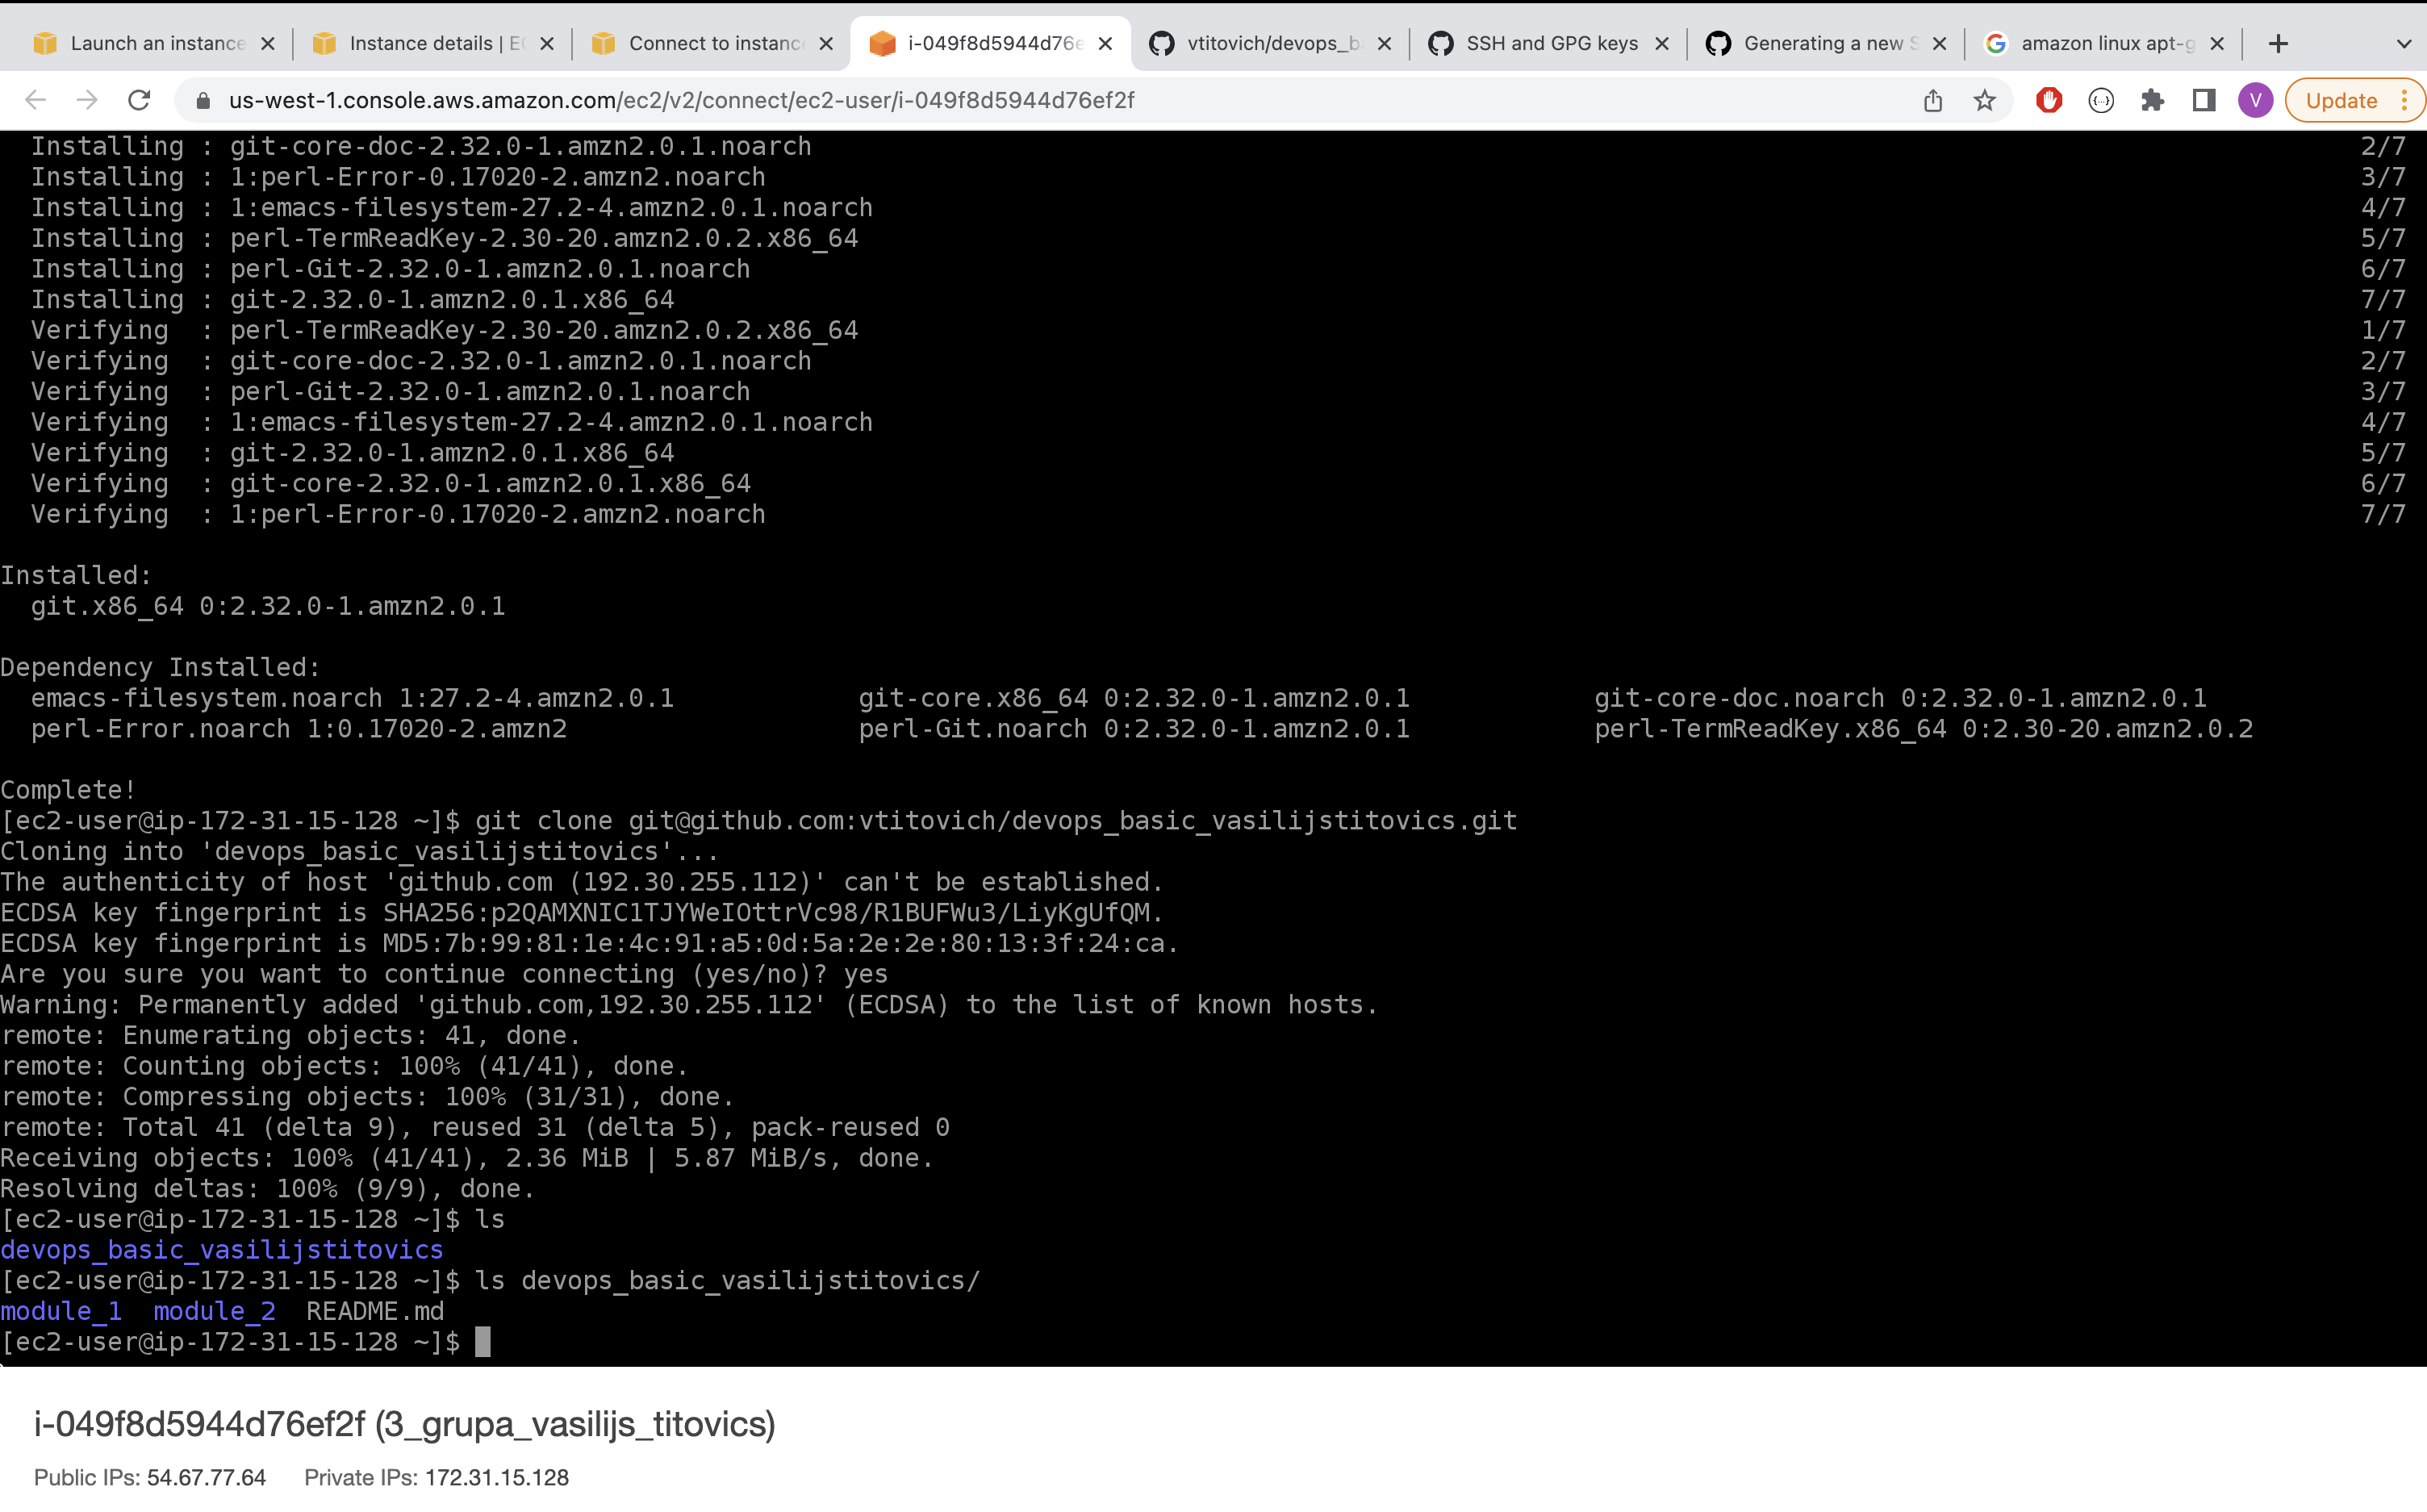 Launch an instance
Instance details | EC
Connect to instance
i-049f8d5944d76e
vtitovich/devops_b
SSH and GPG keys
Generating a new S
amazon linux apt-g
us-west-1.console.aws.amazon.com/ec2/v2/connect/ec2-user/i-049f8d5944d76ef2f
V
Update
Installing : git-core-doc-2.32.0-1.amzn2.0.1.noarch 2/7
Installing : 1:perl-Error-0.17020-2.amzn2.noarch 3/7
Installing : 1:emacs-filesystem-27.2-4.amzn2.0.1.noarch 4/7
Installing : perl-TermReadKey-2.30-20.amzn2.0.2.x86_64 5/7
Installing : perl-Git-2.32.0-1.amzn2.0.1.noarch 6/7
Installing : git-2.32.0-1.amzn2.0.1.x86_64 7/7
Verifying : perl-TermReadKey-2.30-20.amzn2.0.2.x86_64 1/7
Verifying : git-core-doc-2.32.0-1.amzn2.0.1.noarch 2/7
Verifying : perl-Git-2.32.0-1.amzn2.0.1.noarch 3/7
Verifying : 1:emacs-filesystem-27.2-4.amzn2.0.1.noarch 4/7
Verifying : git-2.32.0-1.amzn2.0.1.x86_64 5/7
Verifying : git-core-2.32.0-1.amzn2.0.1.x86_64 6/7
Verifying : 1:perl-Error-0.17020-2.amzn2.noarch 7/7
Installed:
git.x86_64 0:2.32.0-1.amzn2.0.1
Dependency Installed:
emacs-filesystem.noarch 1:27.2-4.amzn2.0.1 git-core.x86_64 0:2.32.0-1.amzn2.0.1 git-core-doc.noarch 0:2.32.0-1.amzn2.0.1
perl-Error.noarch 1:0.17020-2.amzn2 perl-Git.noarch 0:2.32.0-1.amzn2.0.1 perl-TermReadKey.x86_64 0:2.30-20.amzn2.0.2
Complete!
[ec2-user@ip-172-31-15-128 ~]$ git clone git@github.com:vtitovich/devops_basic_vasilijstitovics.git
Cloning into 'devops_basic_vasilijstitovics'...
The authenticity of host 'github.com (192.30.255.112)' can't be established.
ECDSA key fingerprint is SHA256:p2QAMXNIC1TJYWeIOttrVc98/R1BUFWu3/LiyKgUfQM.
ECDSA key fingerprint is MD5:7b:99:81:1e:4c:91:a5:0d:5a:2e:2e:80:13:3f:24:ca.
Are you sure you want to continue connecting (yes/no)? yes
Warning: Permanently added 'github.com,192.30.255.112' (ECDSA) to the list of known hosts.
remote: Enumerating objects: 41, done.
remote: Counting objects: 100% (41/41), done.
remote: Compressing objects: 100% (31/31), done.
remote: Total 41 (delta 9), reused 31 (delta 5), pack-reused 0
Receiving objects: 100% (41/41), 2.36 MiB | 5.87 MiB/s, done.
Resolving deltas: 100% (9/9), done.
[ec2-user@ip-172-31-15-128 ~]$ ls
devops_basic_vasilijstitovics
[ec2-user@ip-172-31-15-128 ~]$ ls devops_basic_vasilijstitovics/
module_1 module_2 README.md
[ec2-user@ip-172-31-15-128 ~]$
i-049f8d5944d76ef2f (3_grupa_vasilijs_titovics)
Public IPs: 54.67.77.64 Private IPs: 172.31.15.128